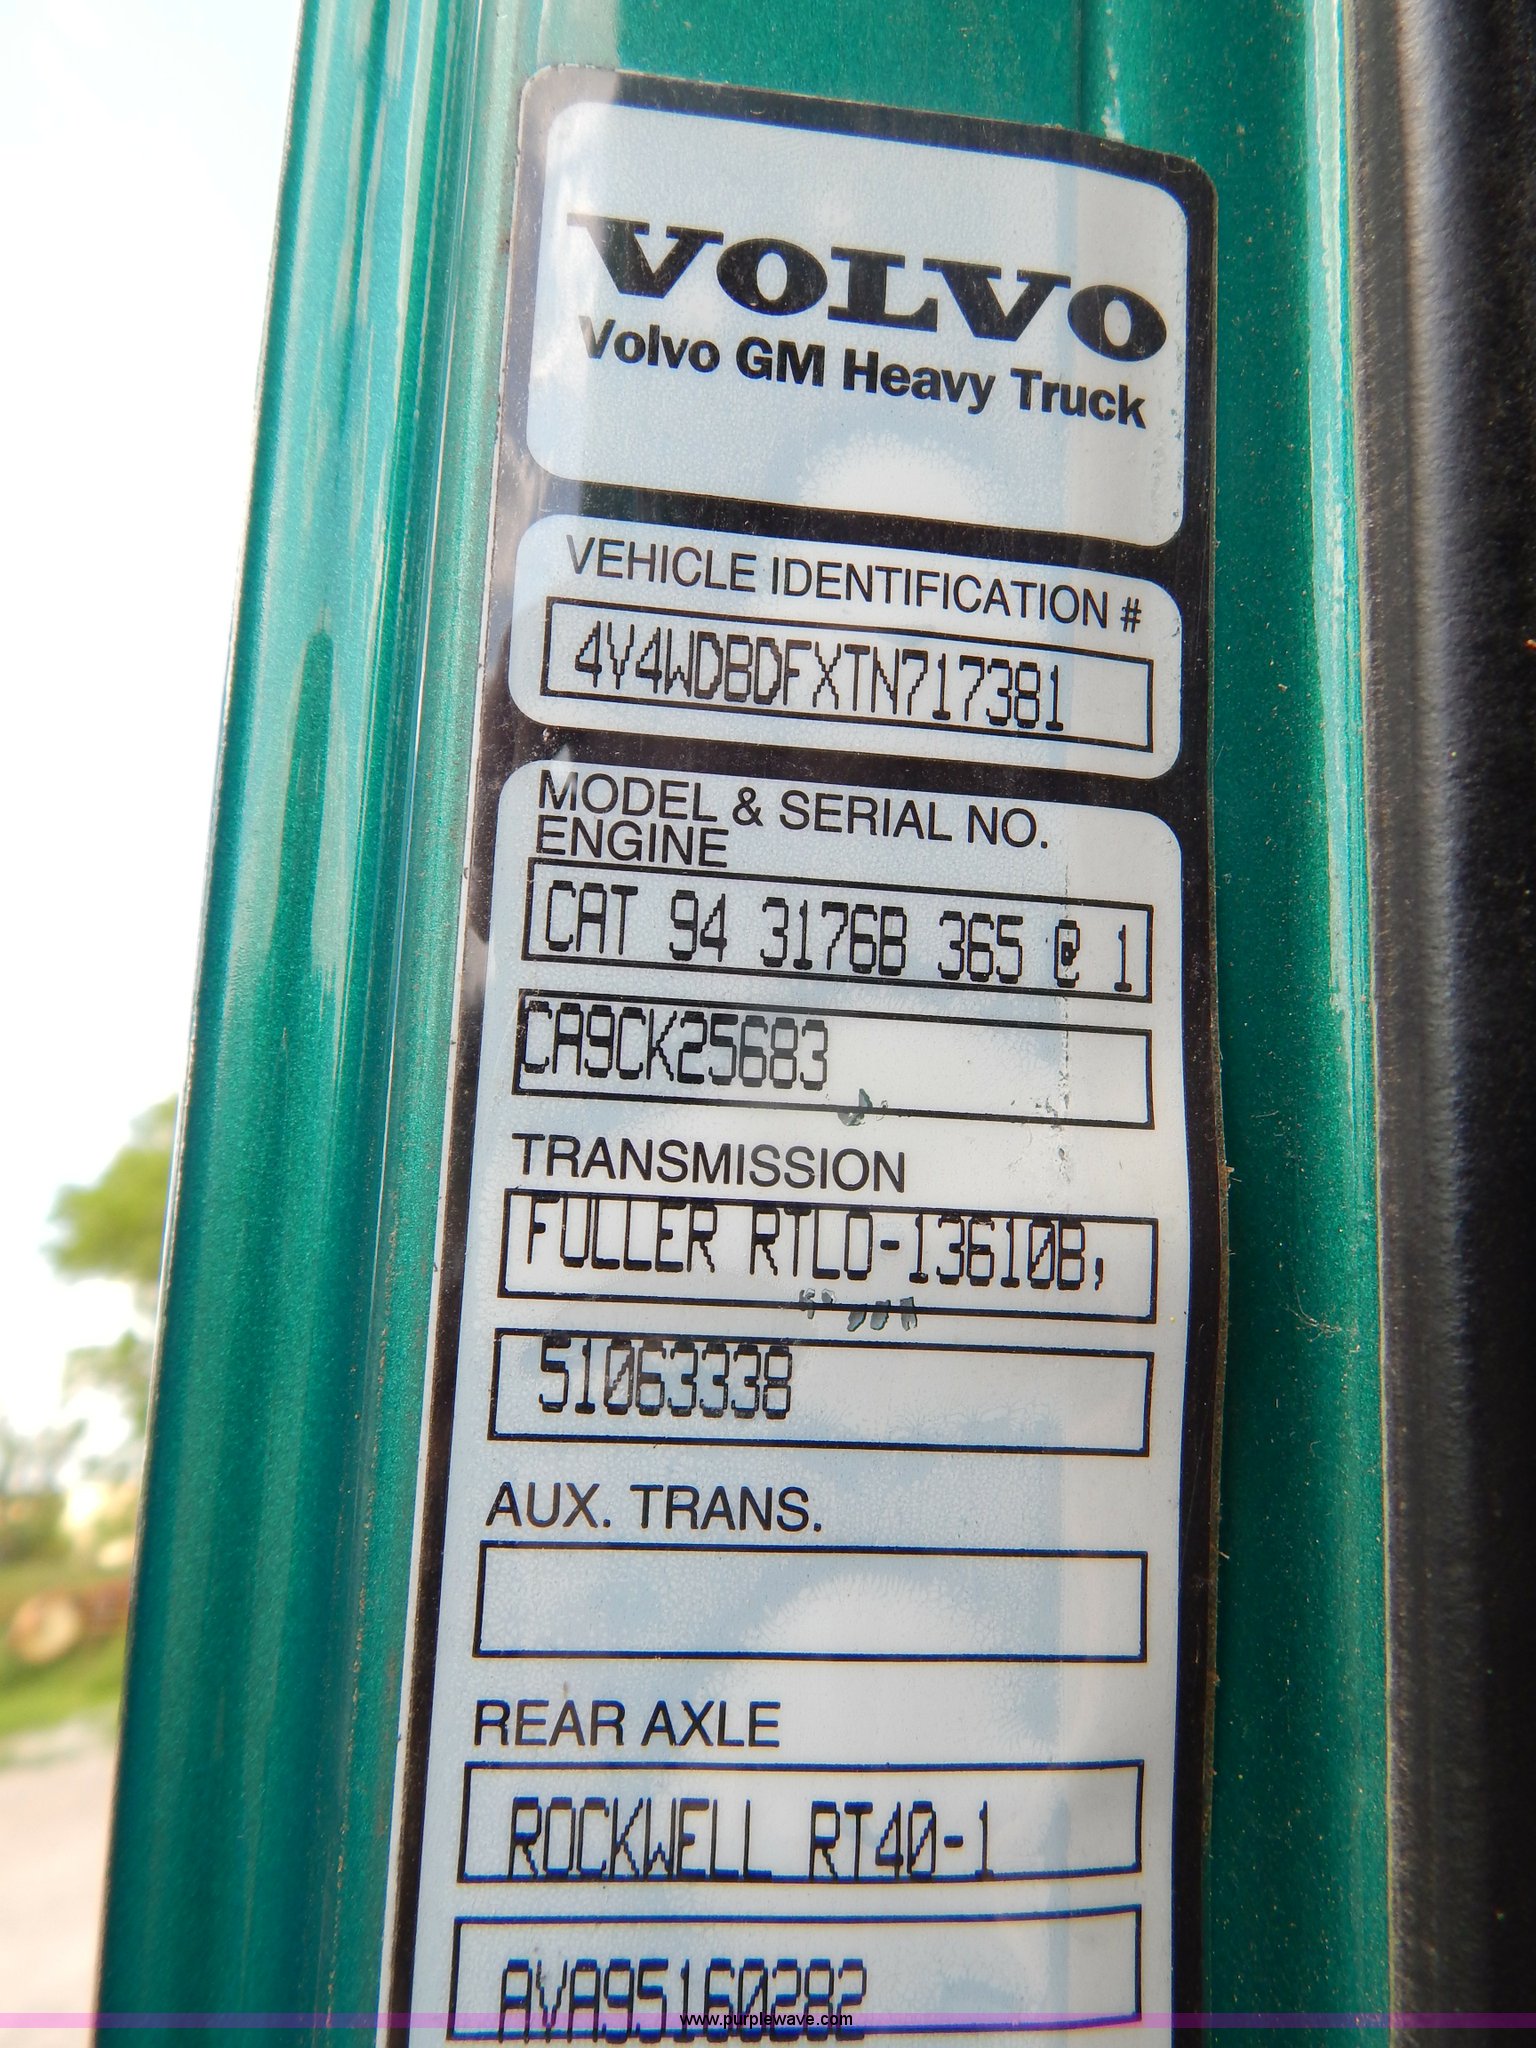 VOLVO
Volvo GM Heavy Truck
VEHICLE IDENTIFICATION #
4V4WDBDFXTN717381
MODEL & SERIAL NO.
ENGINE
CAT 94 3176B 365 @ 1
CA9CK25683
TRANSMISSION
FULLER RTLO-13610B,
S1063338
AUX. TRANS.
REAR AXLE
ROCKWELL RT40-1
AVA95160282
www.purplewave.com